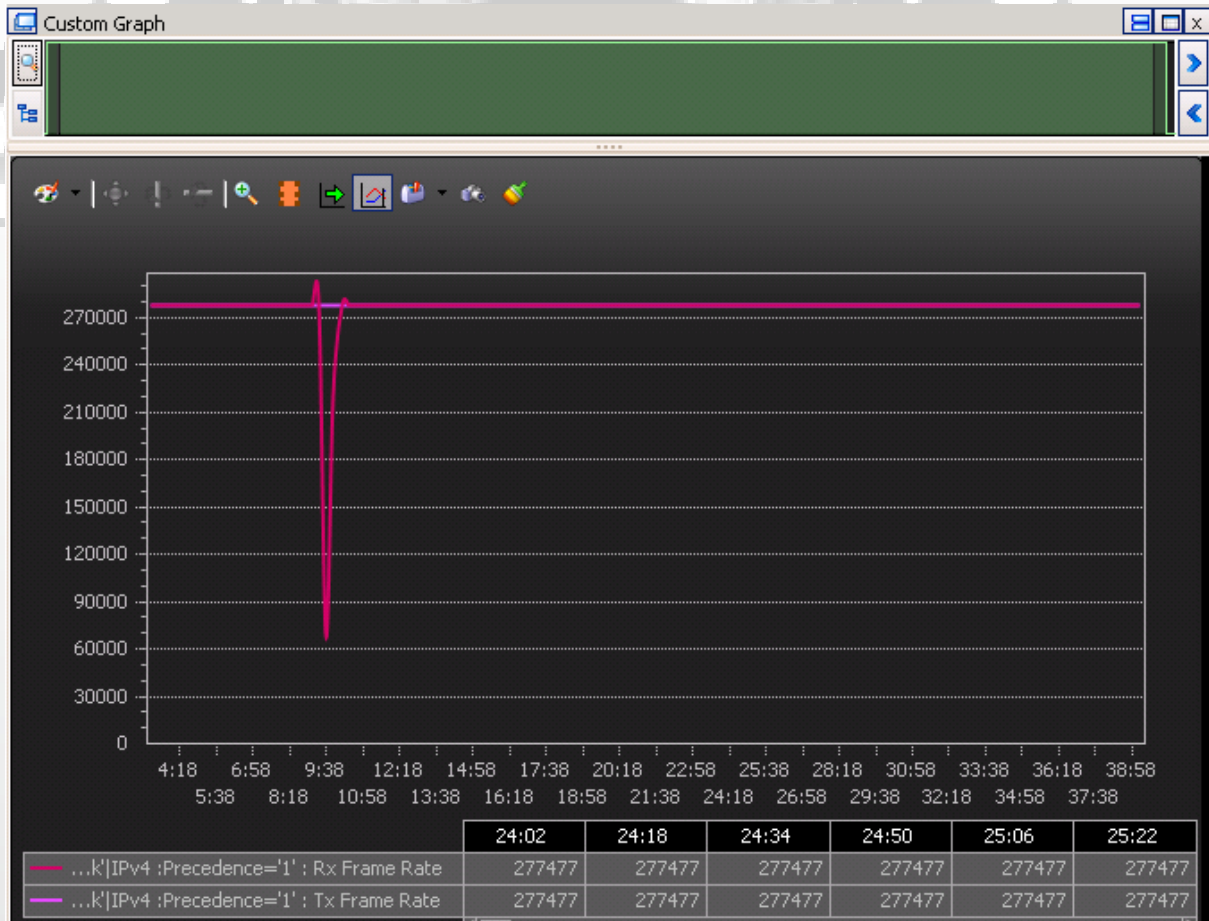 Custom Graph
270000
240000
210000
180000
150000
120000
90000
60000
30000
0
4:18 6:58 9:38 12:18 14:58 17:38 20:18 22:58 25:38 28:18 30:58 33:38 36:18 38:58
5:38 8:18 10:58 13:38 16:18 18:58 21:38 24:18 26:58 29:38 32:18 34:58 37:38
24:02 24:18 24:34 24:50 25:06 25:22
...k'|IPv4 :Precedence='1' : Rx Frame Rate 277477 277477 277477 277477 277477 277477
...k'|IPv4 :Precedence='1' : Tx Frame Rate 277477 277477 277477 277477 277477 277477